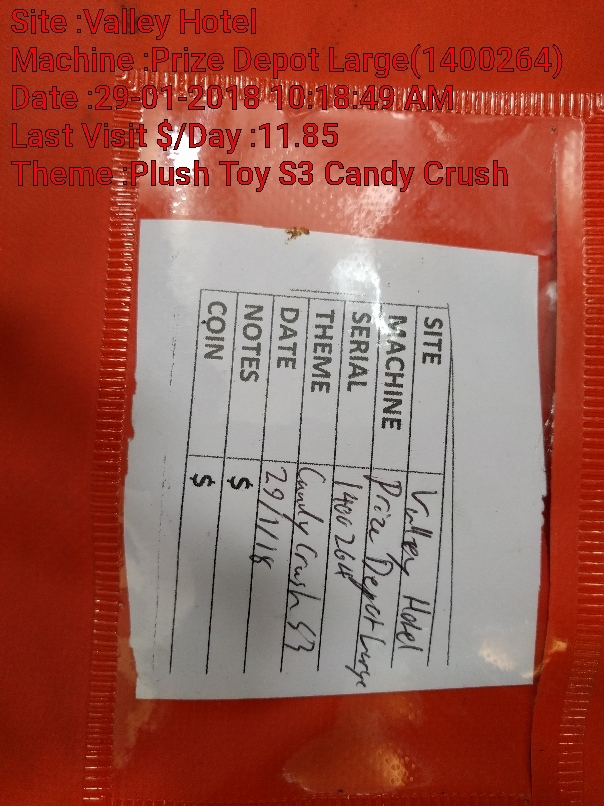 Site :Valley Hotel
Machine :Prize Depot Large(1400264)
Date :29-01-2018 10:18:49 AM
Last Visit $/Day :11.85
Theme :Plush Toy S3 Candy Crush
SITE Valley Hotel
MACHINE Prize Depot Large
SERIAL 1400264
THEME Candy Crush S3
DATE 29/1/18
NOTES $
COIN $